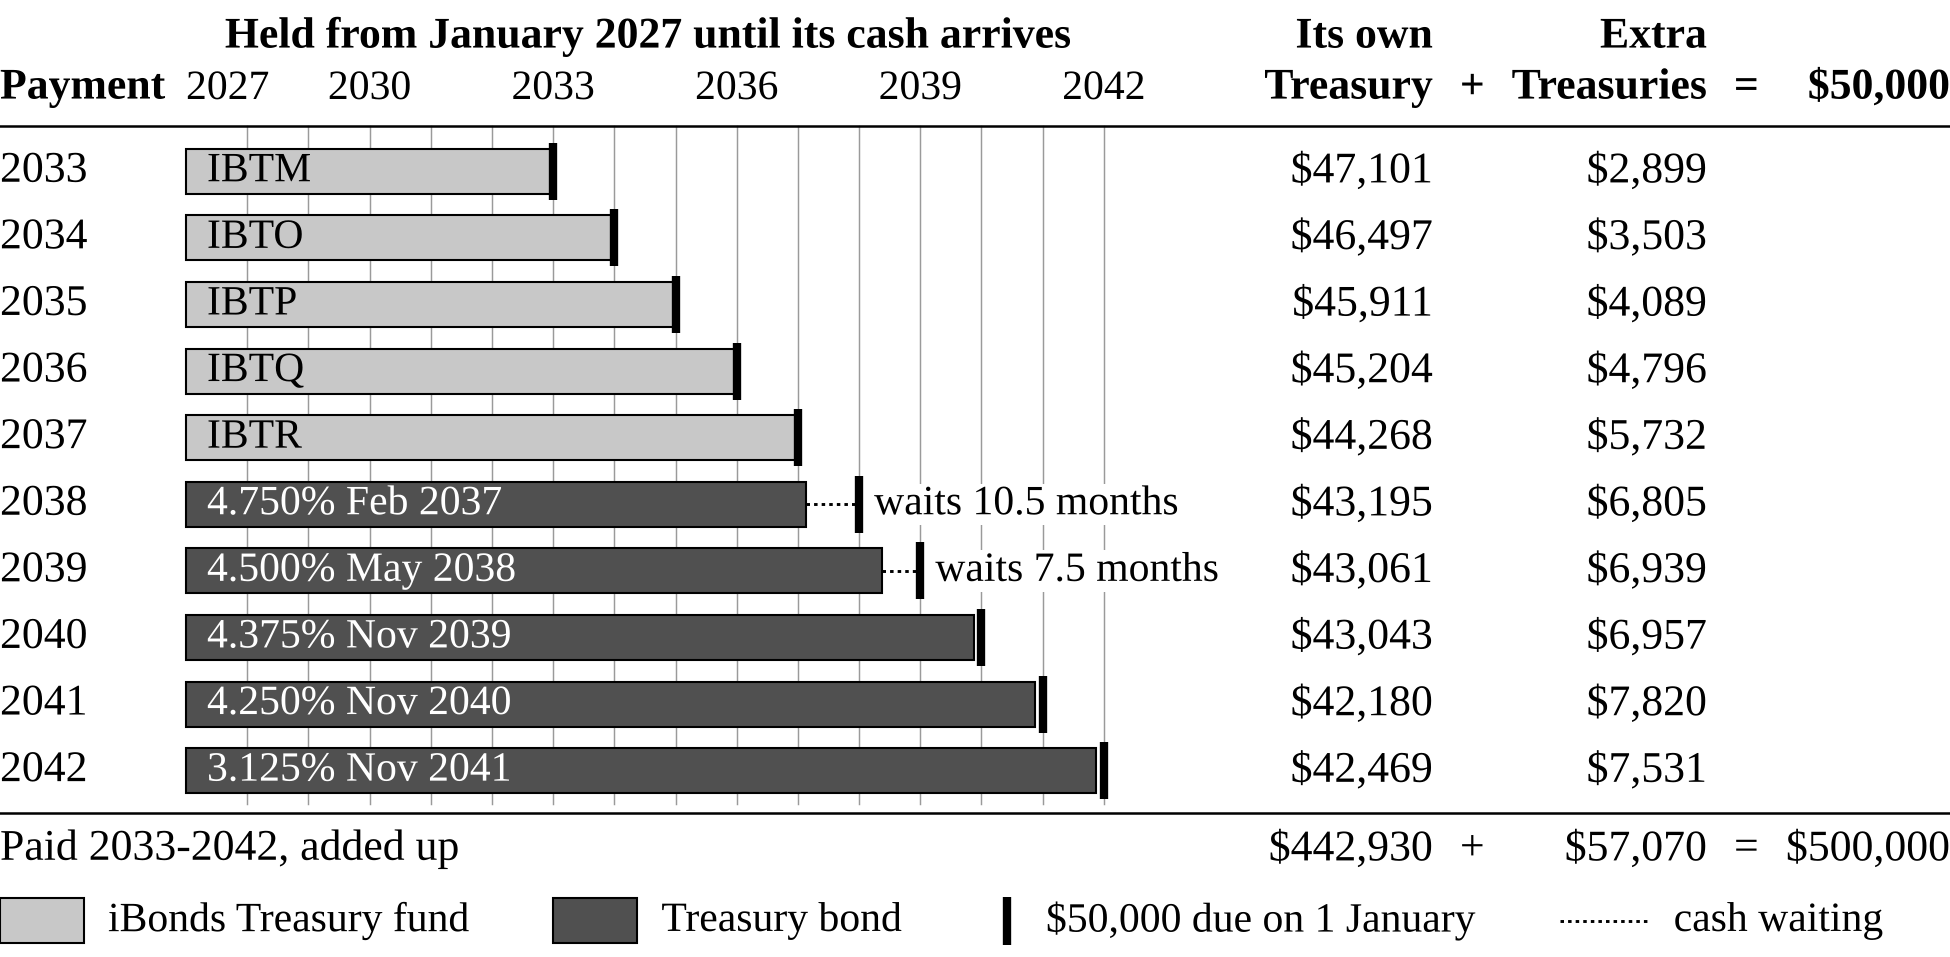 Held from January 2027 until its cash arrives Its own Extra
Payment 2027 2030 2033 2036 2039 2042 Treasury + Treasuries = $50,000
2033 IBTM $47,101 $2,899
2034 IBTO $46,497 $3,503
2035 IBTP $45,911 $4,089
2036 IBTQ $45,204 $4,796
2037 IBTR $44,268 $5,732
2038 4.750% Feb 2037 waits 10.5 months $43,195 $6,805
2039 4.500% May 2038 waits 7.5 months $43,061 $6,939
2040 4.375% Nov 2039 $43,043 $6,957
2041 4.250% Nov 2040 $42,180 $7,820
2042 3.125% Nov 2041 $42,469 $7,531
Paid 2033-2042, added up $442,930 + $57,070 = $500,000
iBonds Treasury fund Treasury bond $50,000 due on 1 January cash waiting